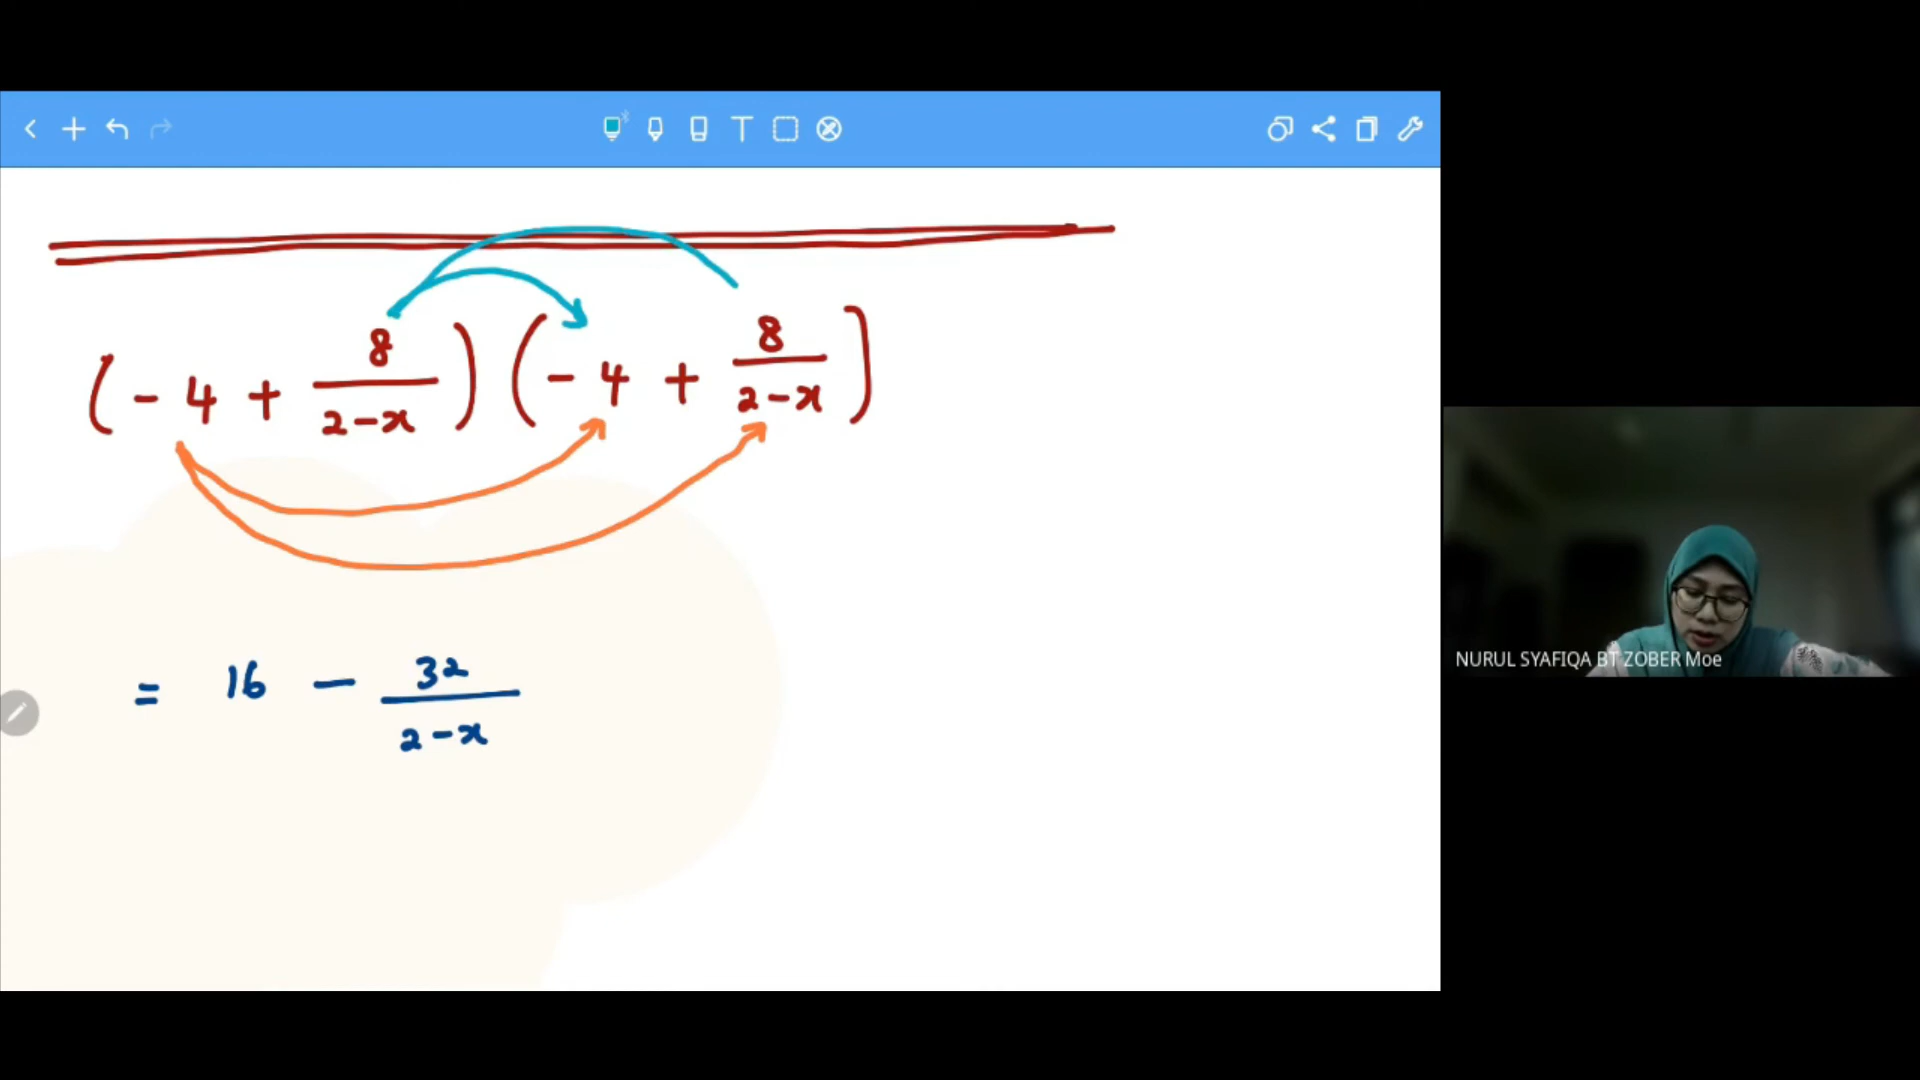 (-4 + 8/(2-x)) (-4 + 8/(2-x))
= 16 - 32/(2-x)
NURUL SYAFIQA BT ZOBER Moe